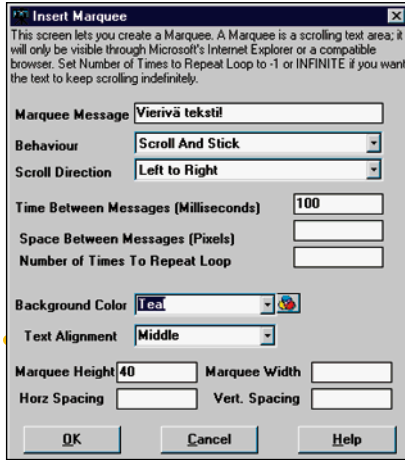 Insert Marquee
This screen lets you create a Marquee. A Marquee is a scrolling text area; it
will only be visible through Microsoft's Internet Explorer or a compatible
browser. Set Number of Times to Repeat Loop to -1 or INFINITE if you want
the text to keep scrolling indefinitely.
Marquee Message Vierivä teksti!
Behaviour Scroll And Stick
Scroll Direction Left to Right
Time Between Messages (Milliseconds) 100
Space Between Messages (Pixels)
Number of Times To Repeat Loop
Background Color Teal
Text Alignment Middle
Marquee Height 40 Marquee Width
Horz Spacing Vert. Spacing
OK Cancel Help